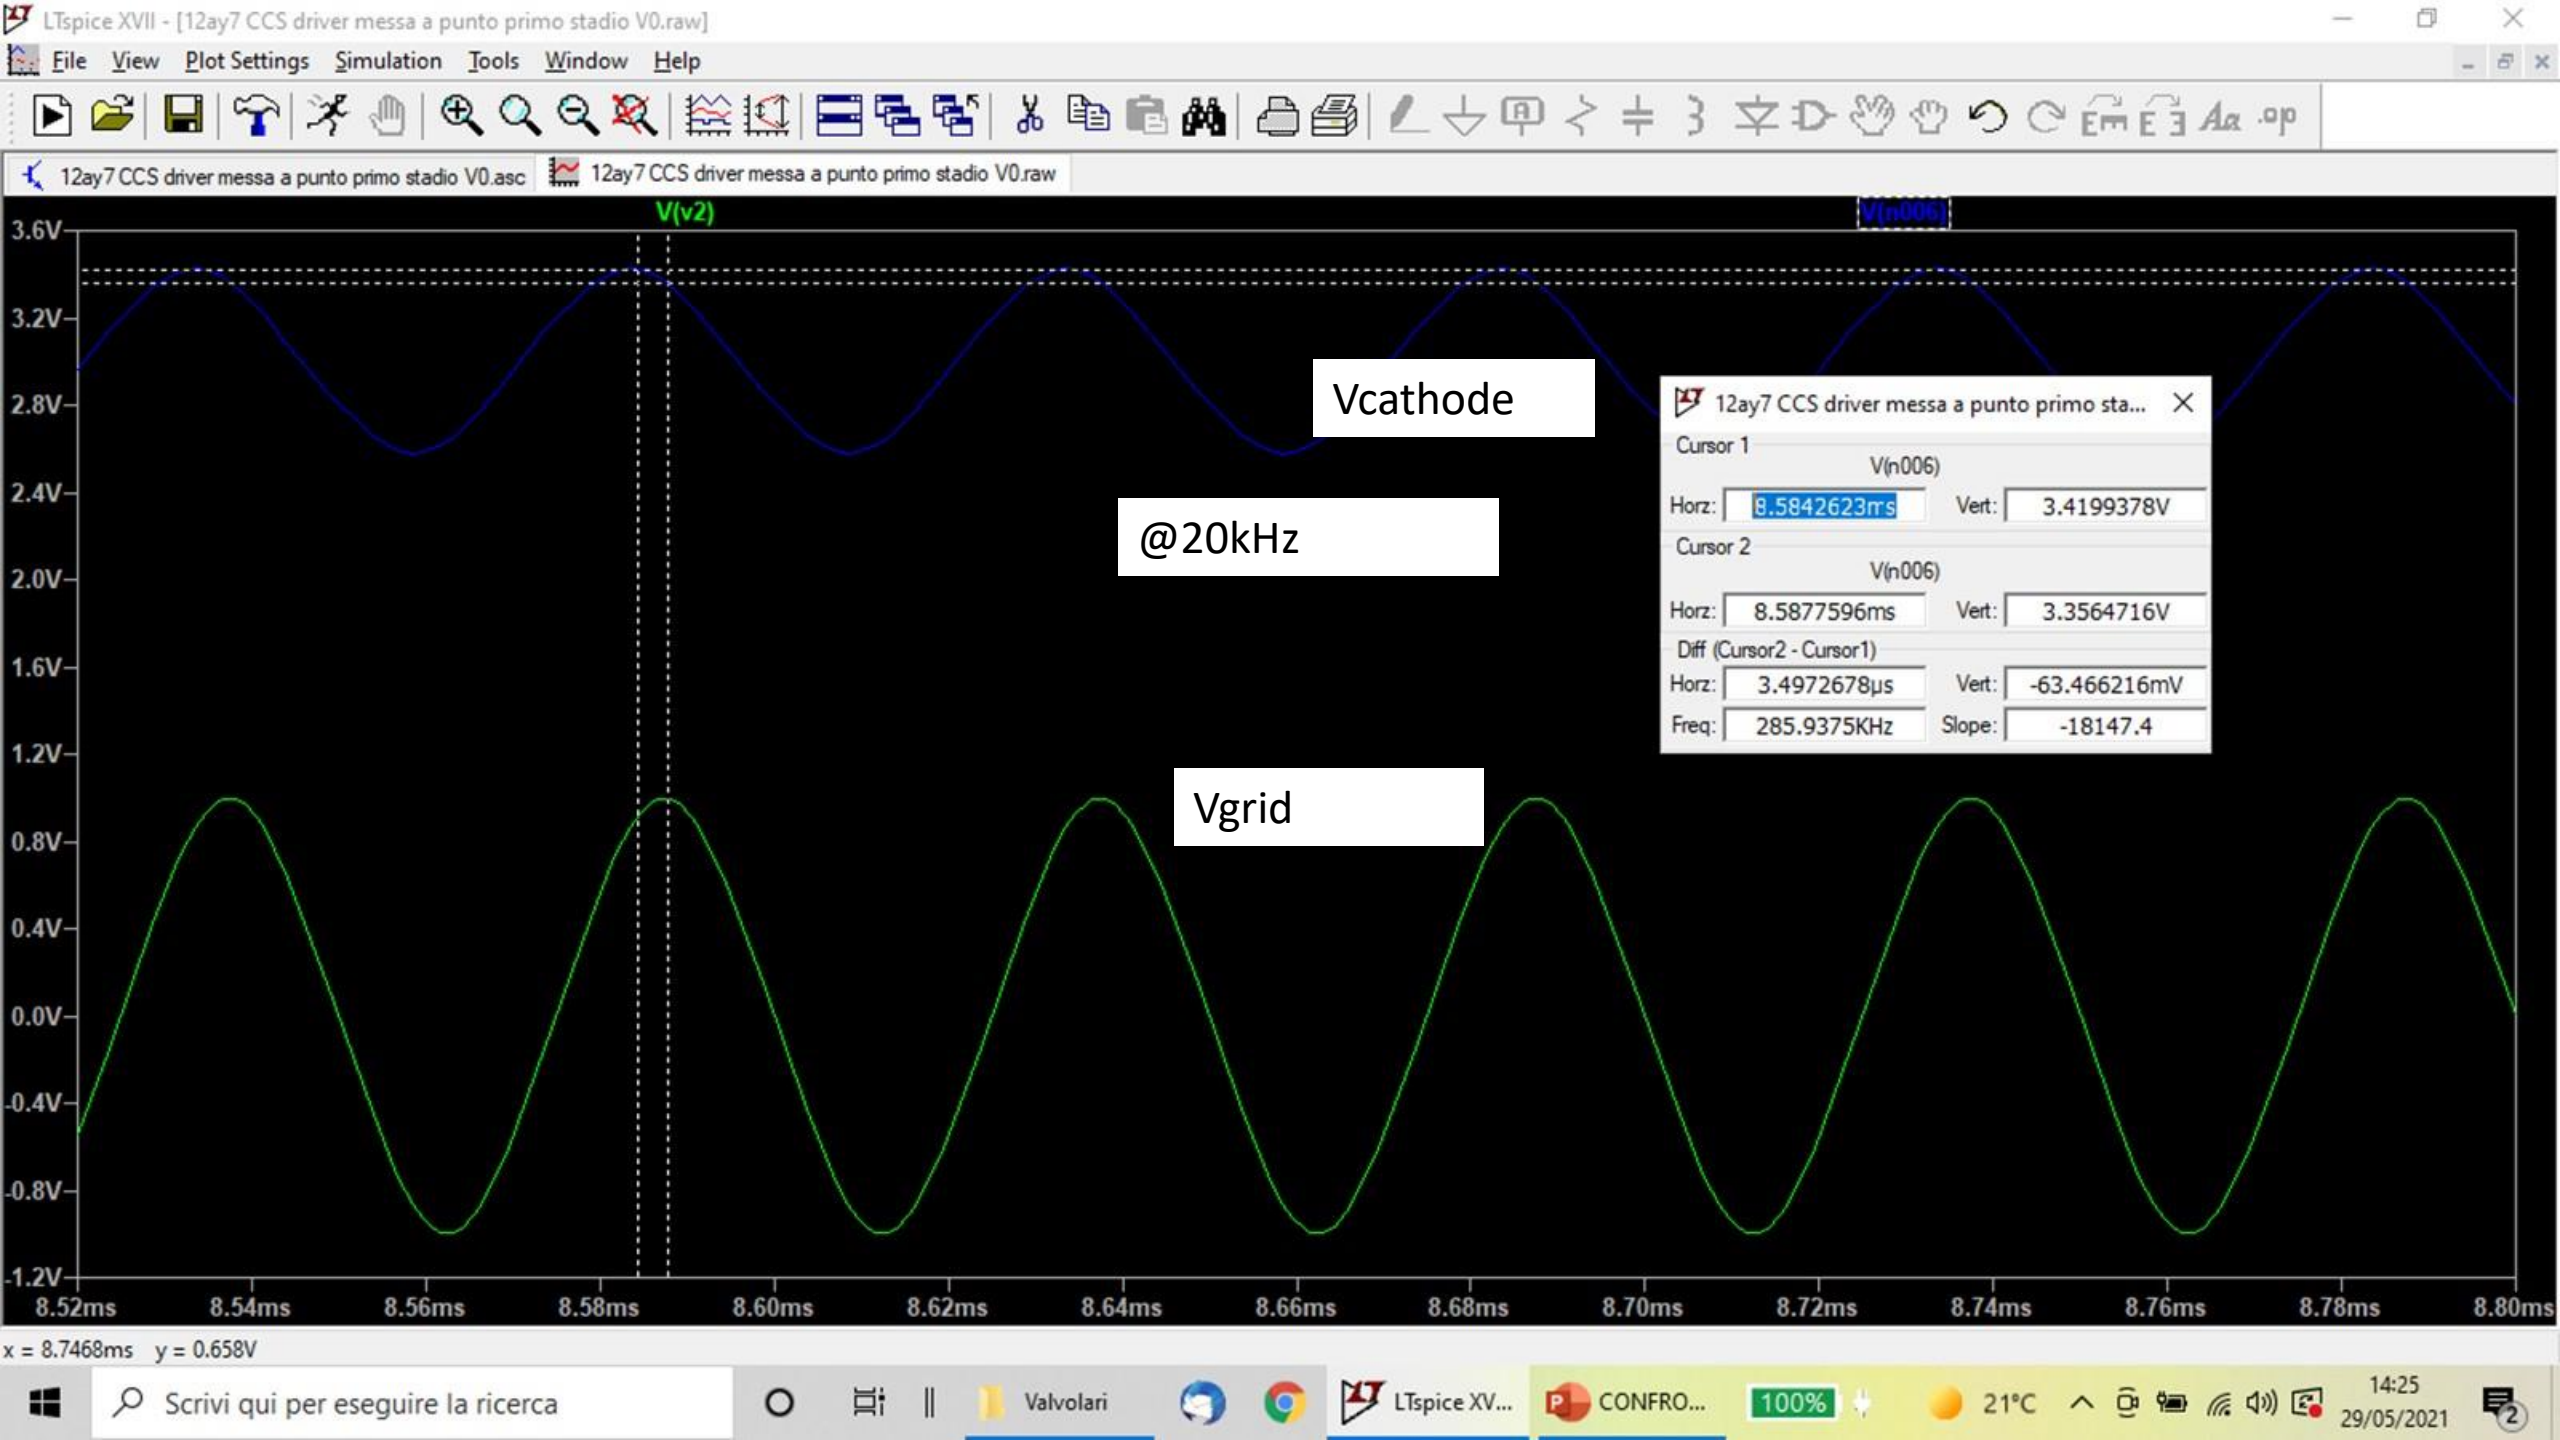 LTspice XVII - [12ay7 CCS driver messa a punto primo stadio V0.raw]
File View Plot Settings Simulation Tools Window Help
.op
12ay7 CCS driver messa a punto primo stadio V0.asc
12ay7 CCS driver messa a punto primo stadio V0.raw
V(v2)
V(n006)
3.6V
3.2V
2.8V
2.4V
2.0V
1.6V
1.2V
0.8V
0.4V
0.0V
-0.4V
-0.8V
-1.2V
Vcathode
@20kHz
Vgrid
12ay7 CCS driver messa a punto primo sta...
Cursor 1
V(n006)
Horz: 8.5842623ms Vert: 3.4199378V
Cursor 2
V(n006)
Horz: 8.5877596ms Vert: 3.3564716V
Diff (Cursor2 - Cursor1)
Horz: 3.4972678µs Vert: -63.466216mV
Freq: 285.9375KHz Slope: -18147.4
8.52ms 8.54ms 8.56ms 8.58ms 8.60ms 8.62ms 8.64ms 8.66ms 8.68ms 8.70ms 8.72ms 8.74ms 8.76ms 8.78ms 8.80ms
x = 8.7468ms y = 0.658V
Scrivi qui per eseguire la ricerca
Valvolari
LTspice XV...
CONFRO...
100%
21°C
14:25
29/05/2021
2